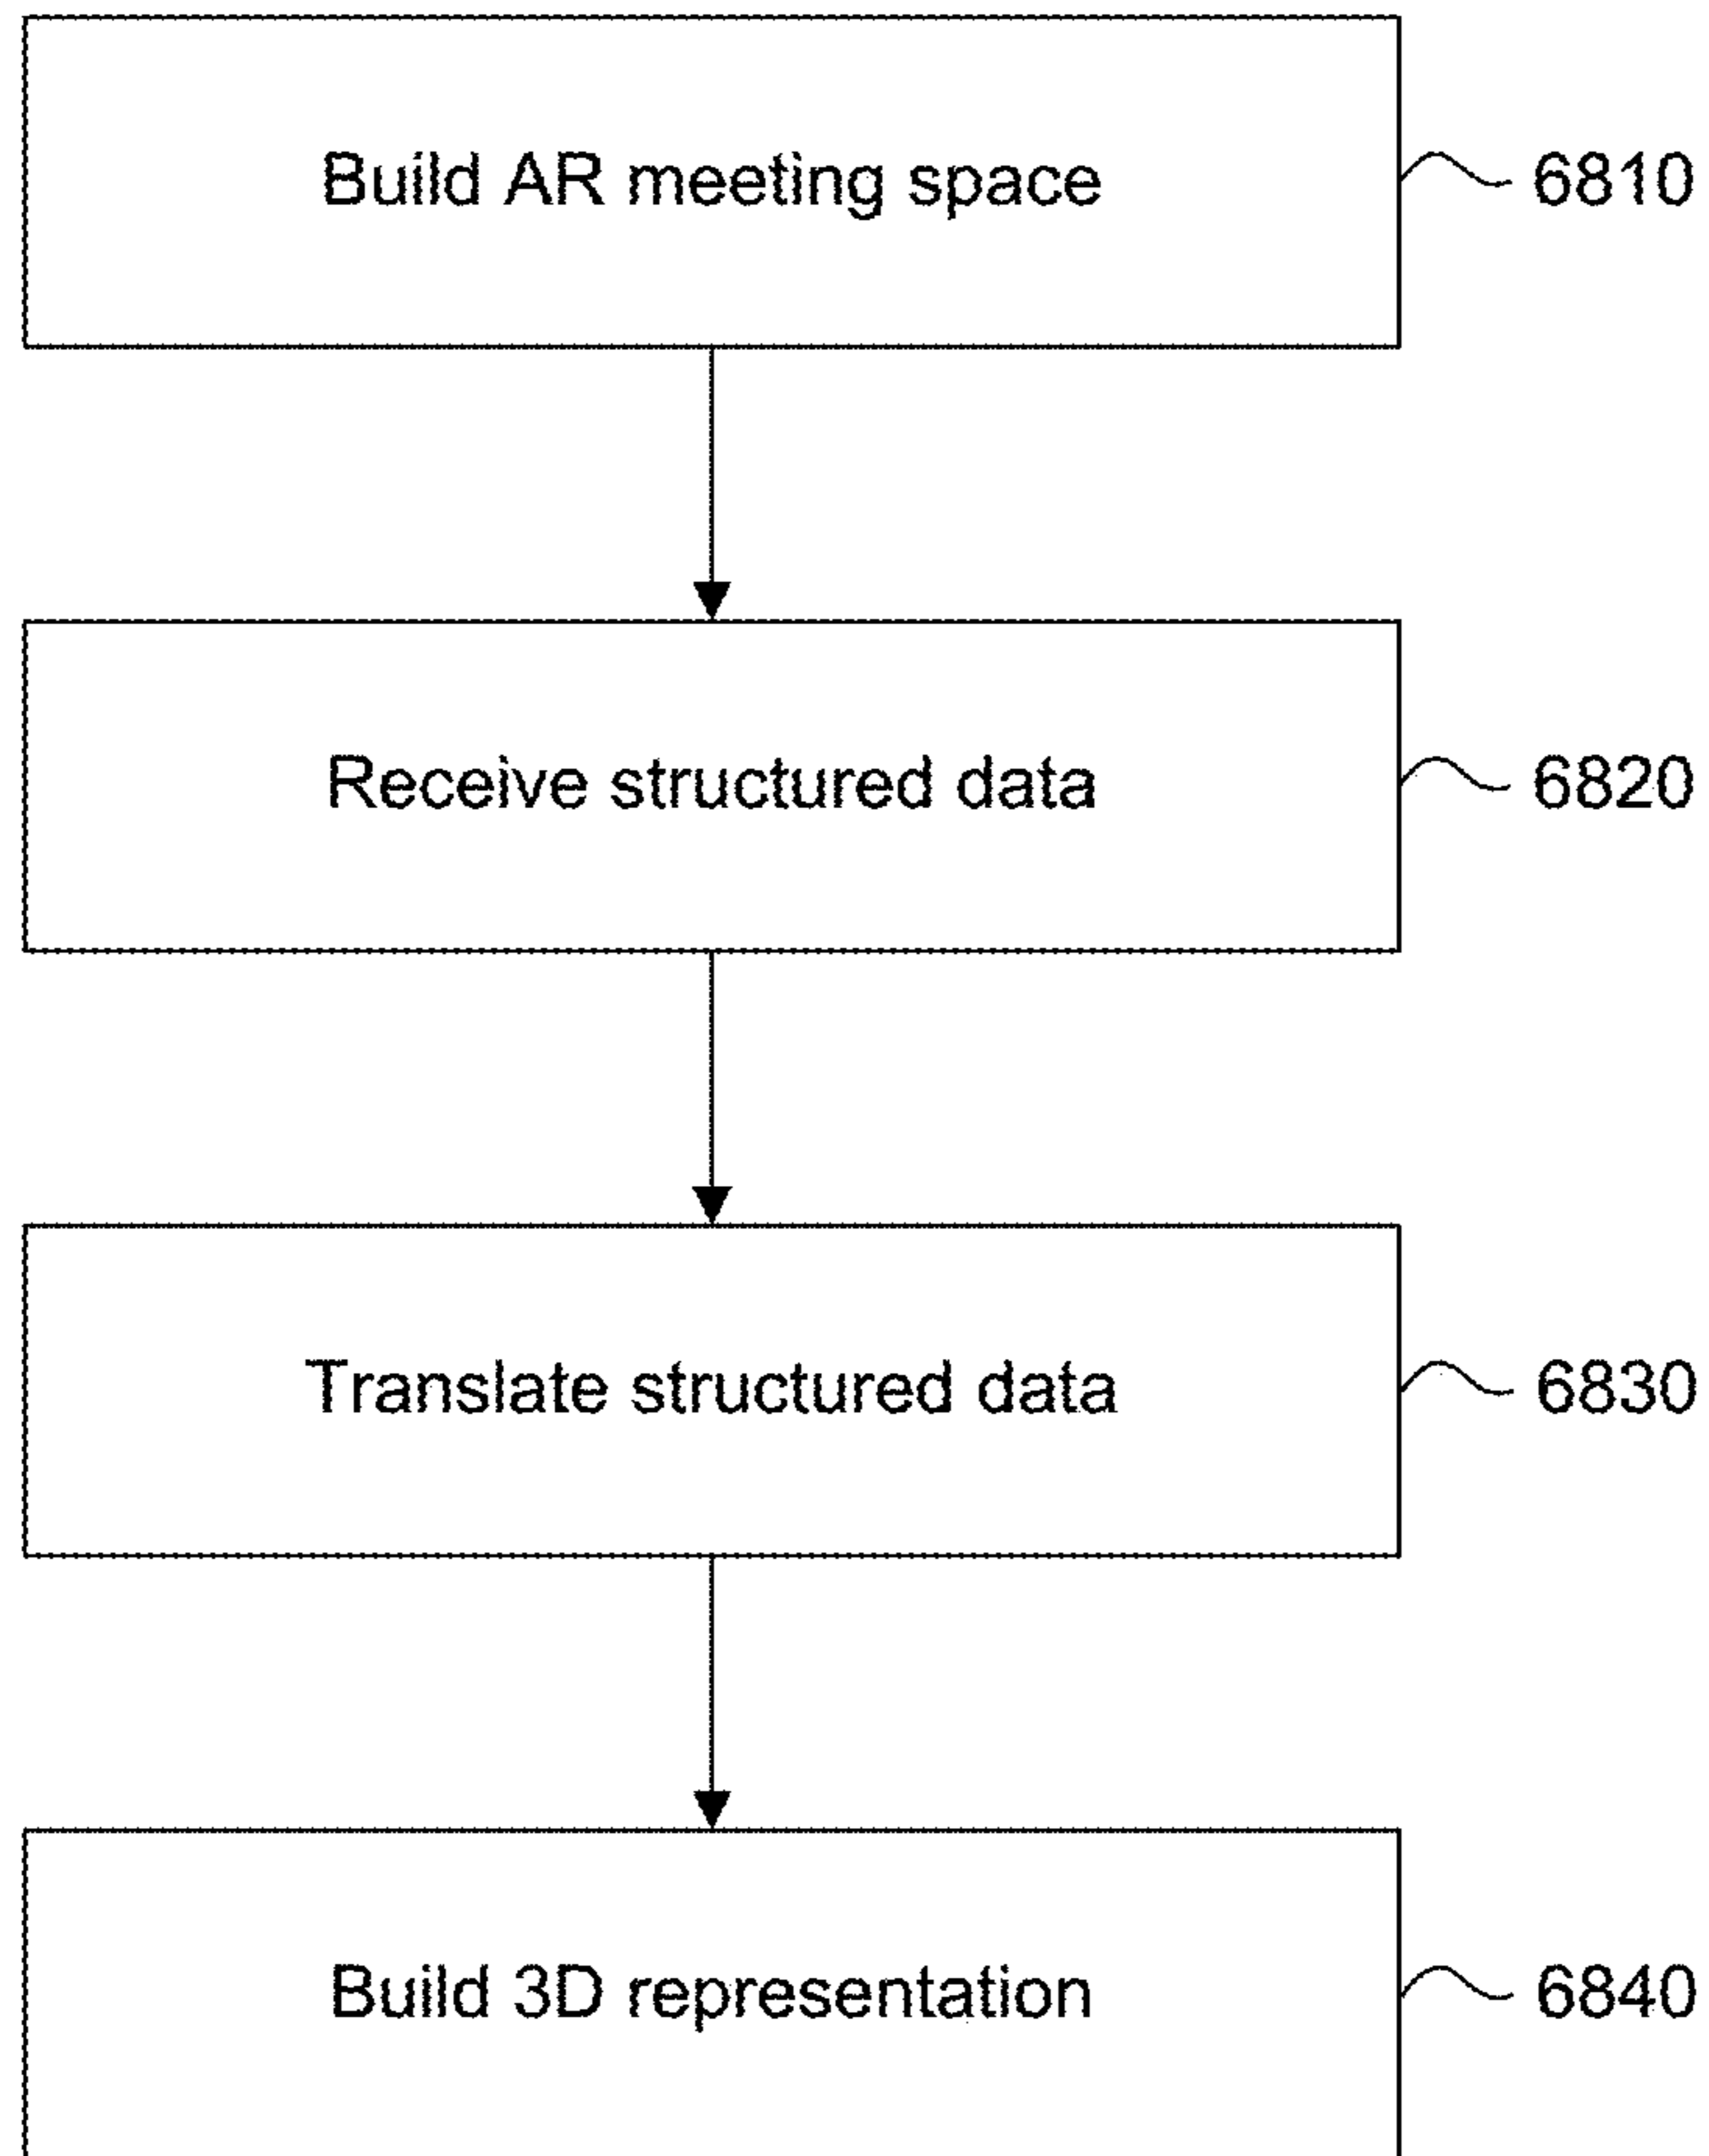 Build AR meeting space 6810
Receive structured data 6820
Translate structured data 6830
Build 3D representation 6840